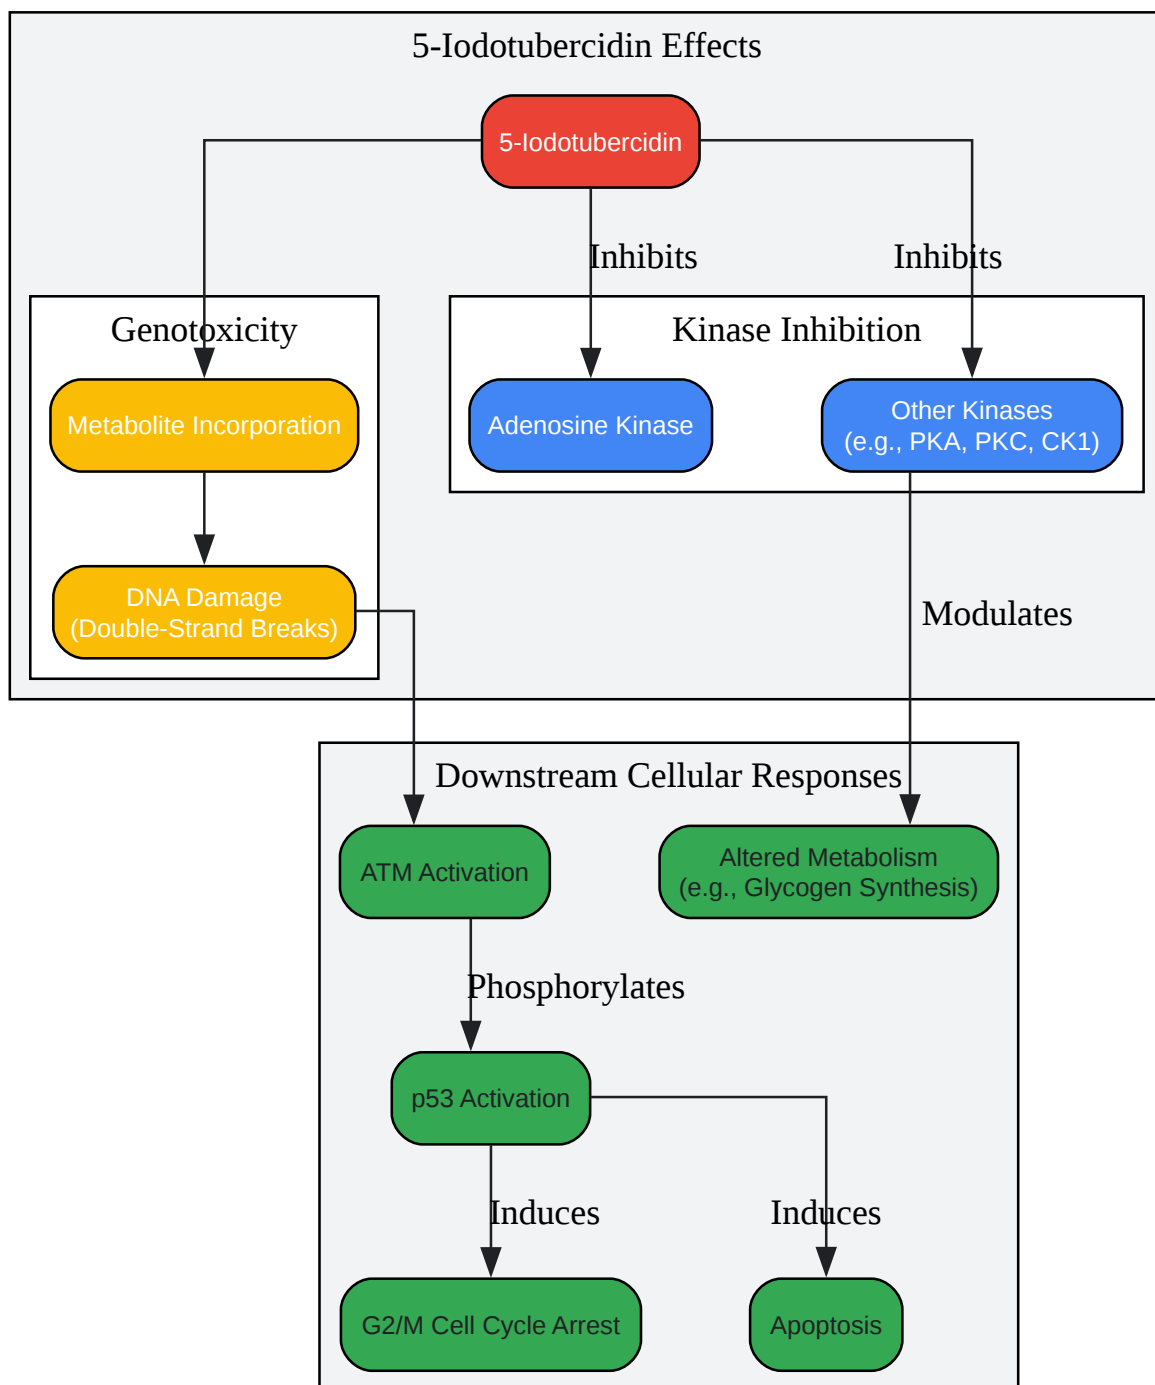 5-Iodotubercidin Effects
5-Iodotubercidin
Inhibits
Inhibits
Genotoxicity
Kinase Inhibition
Metabolite Incorporation
Adenosine Kinase
Other Kinases
(e.g., PKA, PKC, CK1)
DNA Damage
(Double-Strand Breaks)
Modulates
Downstream Cellular Responses
ATM Activation
Altered Metabolism
(e.g., Glycogen Synthesis)
Phosphorylates
p53 Activation
Induces
Induces
G2/M Cell Cycle Arrest
Apoptosis